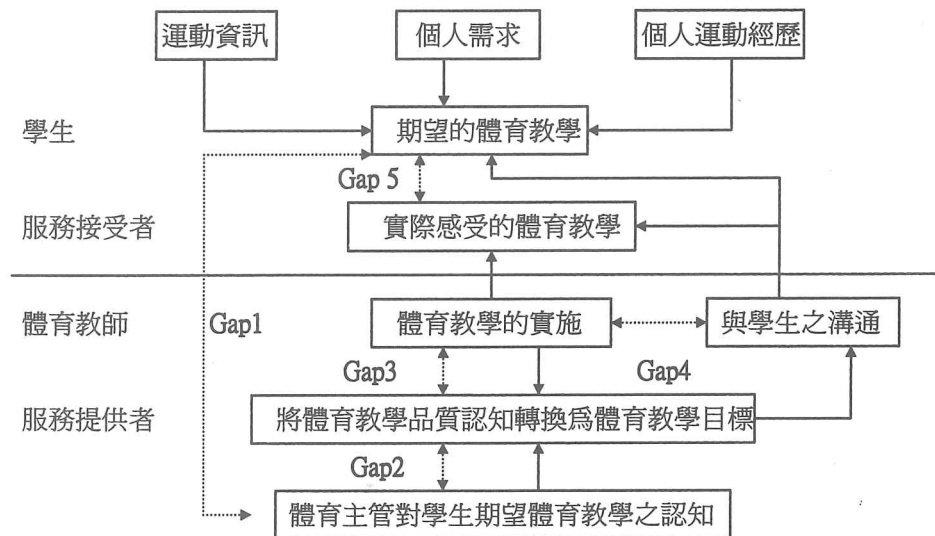 運動資訊
個人需求
個人運動經歷
學生
期望的體育教學
Gap 5
服務接受者
實際感受的體育教學
體育教師
Gap1
體育教學的實施
與學生之溝通
Gap3
Gap4
服務提供者
將體育教學品質認知轉換為體育教學目標
Gap2
體育主管對學生期望體育教學之認知